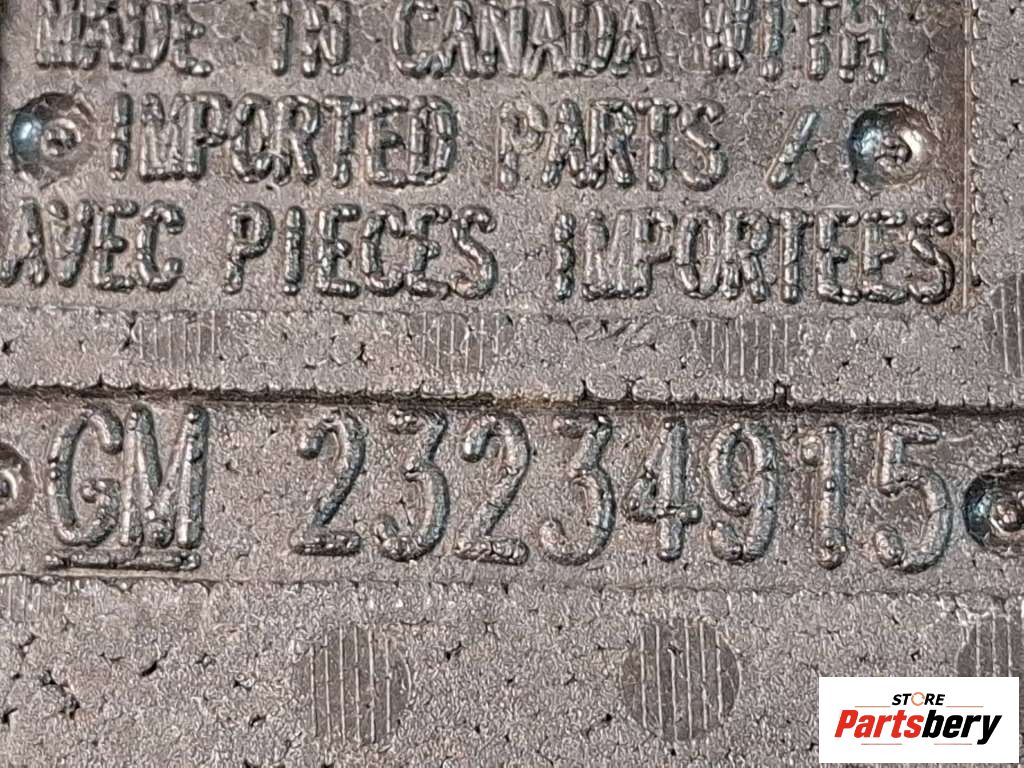 MADE IN CANADA WITH
IMPORTED PARTS /
AVEC PIECES IMPORTEES
GM 23234915
STORE
Partsbery